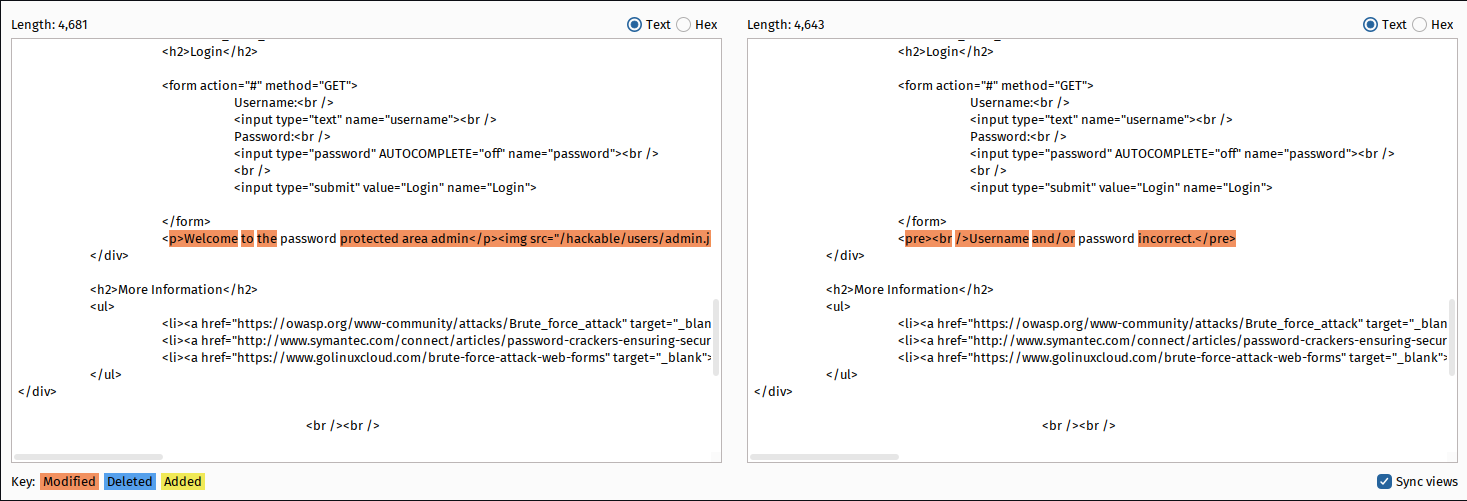 Length: 4,681
Text
Hex
<h2>Login</h2>
<form action="#" method="GET">
Username:<br />
<input type="text" name="username"><br />
Password:<br />
<input type="password" AUTOCOMPLETE="off" name="password"><br />
<br />
<input type="submit" value="Login" name="Login">
</form>
<p>Welcome to the password protected area admin</p><img src="/hackable/users/admin.j
</div>
<h2>More Information</h2>
<ul>
<li><a href="https://owasp.org/www-community/attacks/Brute_force_attack" target="_blan
<li><a href="http://www.symantec.com/connect/articles/password-crackers-ensuring-secur
<li><a href="https://www.golinuxcloud.com/brute-force-attack-web-forms" target="_blank">
</ul>
</div>
<br /><br />
Length: 4,643
Text
Hex
<h2>Login</h2>
<form action="#" method="GET">
Username:<br />
<input type="text" name="username"><br />
Password:<br />
<input type="password" AUTOCOMPLETE="off" name="password"><br />
<br />
<input type="submit" value="Login" name="Login">
</form>
<pre><br />Username and/or password incorrect.</pre>
</div>
<h2>More Information</h2>
<ul>
<li><a href="https://owasp.org/www-community/attacks/Brute_force_attack" target="_blan
<li><a href="http://www.symantec.com/connect/articles/password-crackers-ensuring-secur
<li><a href="https://www.golinuxcloud.com/brute-force-attack-web-forms" target="_blank">
</ul>
</div>
<br /><br />
Key: Modified Deleted Added
Sync views